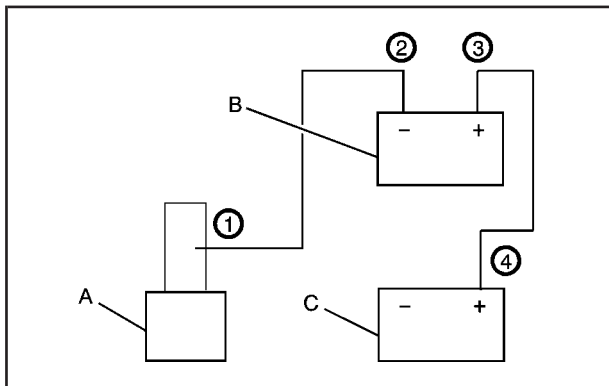 ② ③
B
− +
①
④
A
C
− +